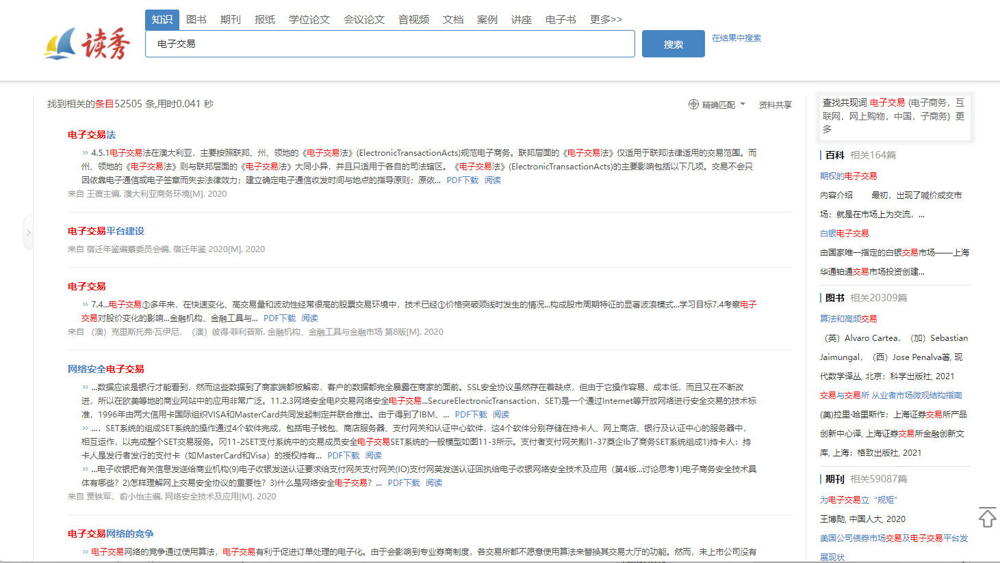 知识 图书 期刊 报纸 学位论文 会议论文 音视频 文档 案例 讲座 电子书 更多>>
读秀
电子交易
搜索
在结果中搜索
找到相关的条目52505 条,用时0.041 秒
精确匹配
资料共享
电子交易法
›› 4.5.1电子交易法在澳大利亚，主要按照联邦、州、领地的《电子交易法》(ElectronicTransactionActs)规范电子商务。联邦层面的《电子交易法》仅适用于联邦法律适用的交易范围。而
州、领地的《电子交易法》则与联邦层面的《电子交易法》大同小异，并且只适用于各自的司法辖区。《电子交易法》(ElectronicTransactionActs)的主要影响包括以下几项。交易不会只
因依靠电子通信或电子签章而失去法律效力；建立确定电子通信收发时间与地点的指导原则；原依... PDF下载 阅读
来自 王蓓主编. 澳大利亚商务环境[M]. 2020
电子交易平台建设
来自 宿迁年鉴编纂委员会编. 宿迁年鉴 2020[M]. 2020
电子交易
›› 7.4...电子交易③多年来，在快速变化、高交易量和波动性经常很高的股票交易环境中，技术已经①价格突破颈线时发生的情况...构成股市周期特征的显著波浪模式...学习目标7.4考察电子
交易对股价变化的影响...金融机构、金融工具与... PDF下载 阅读
来自 （澳）克里斯托弗·瓦伊尼，（澳）彼得·菲利普斯. 金融机构、金融工具与金融市场 第8版[M]. 2020
网络安全电子交易
›› ...数据应该是银行才能看到，然而这些数据到了商家端都被解密，客户的数据都完全暴露在商家的面前。SSL安全协议虽然存在着缺点，但由于它操作容易、成本低，而且又在不断改
进，所以在欧美等地的商业网站中的应用非常广泛。11.2.3网络安全电P交易网络安全电子交易...SecureElectronicTransaction，SET)是一个通过Internet等开放网络进行安全交易的技术标
准，1996年由两大信用卡国际组织VISA和MasterCard共同发起制定并联合推出。由于得到了IBM、... PDF下载 阅读
›› .... SET系统的组成SET系统的操作通过4个软件完成，包括电子钱包、商店服务器、支付网关和认证中心软件，这4个软件分别存储在持卡人、网上商店、银行及认证中心的服务器中，
相互运作，以完成整个SET交易服务。冈11-2SET支付系统中的交易成员安全电子交易SET系统的一般模型如图11-3所示。支付者支付网关制l1-37英企Ib了商务SET系统组成1)持卡人：持
卡人是发行者发行的支付卡（如MasterCard和Visa）的授权持有... PDF下载 阅读
›› ...电子收银把有关信息发送给商业机构(9)电子收银发送认证要求给支付网关支付网关(IO)支付网英发送认证回执给电子收银网络安全技术及应用（第4版...讨论思考1)电子商务安全技术具
体有哪些？2)怎样理解网上交易安全协议的重要性？3)什么是网络安全电子交易？... PDF下载 阅读
来自 贾铁军，俞小怡主编. 网络安全技术及应用[M]. 2020
电子交易网络的竞争
›› 电子交易网络的竞争通过使用算法，电子交易有利于促进订单处理的电子化。由于会影响到专业券商制度，各交易所都不愿意使用算法来替换其交易大厅的功能。然而，未上市公司没有
查找共现词 电子交易 (电子商务，互
联网，网上购物，中国，子商务) 更
多
百科 相关164篇
期权的电子交易
内容介绍 最初，出现了喊价成交市
场；就是在市场上为交流，...
白银电子交易
由国家唯一指定的白银交易市场——上海
华通铂通交易市场投资创建...
图书 相关20309篇
算法和高频交易
（英）Alvaro Cartea，（加）Sebastian
Jaimungal，（西）Jose Penalva著, 现
代数学译丛, 北京：科学出版社, 2021
交易与交易所 从业者市场微观结构指南
(美)拉里·哈里斯作；上海证券交易所产品
创新中心译, 上海证券交易所金融创新文
库, 上海：格致出版社, 2021
期刊 相关59087篇
为电子交易立“规矩”
王博勋, 中国人大, 2020
美国公司债券市场交易及电子交易平台发
展现状